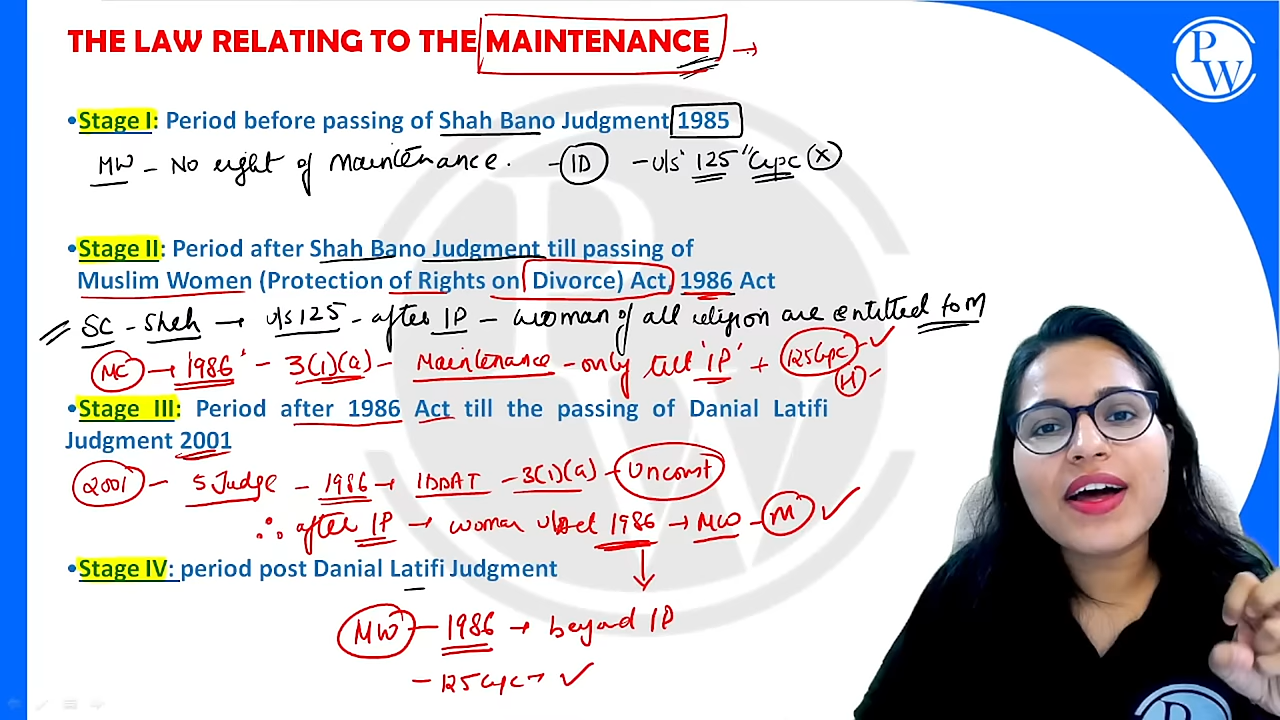 THE LAW RELATING TO THE MAINTENANCE →
PW
•Stage I: Period before passing of Shah Bano Judgment 1985
MW - No right of Maintenance. - ID - u/s 125 "Crpc (X)
•Stage II: Period after Shah Bano Judgment till passing of
Muslim Women (Protection of Rights on Divorce) Act, 1986 Act
SC - Sheh → u/s 125 - after IP - woman of all religion are entitled to M
MC → 1986' - 3(1)(a) - Maintenance - only till 'IP' + 125 Crpc ✓
(H) -
•Stage III: Period after 1986 Act till the passing of Danial Latifi
Judgment 2001
2001 - 5 Judge - 1986 → IDDAT - 3(1)(a) - Unconst
∴ after IP → woman 1986 → MW - M ✓
•Stage IV: period post Danial Latifi Judgment
MW - 1986 → beyond IP
- 125 Crpc → ✓
PW